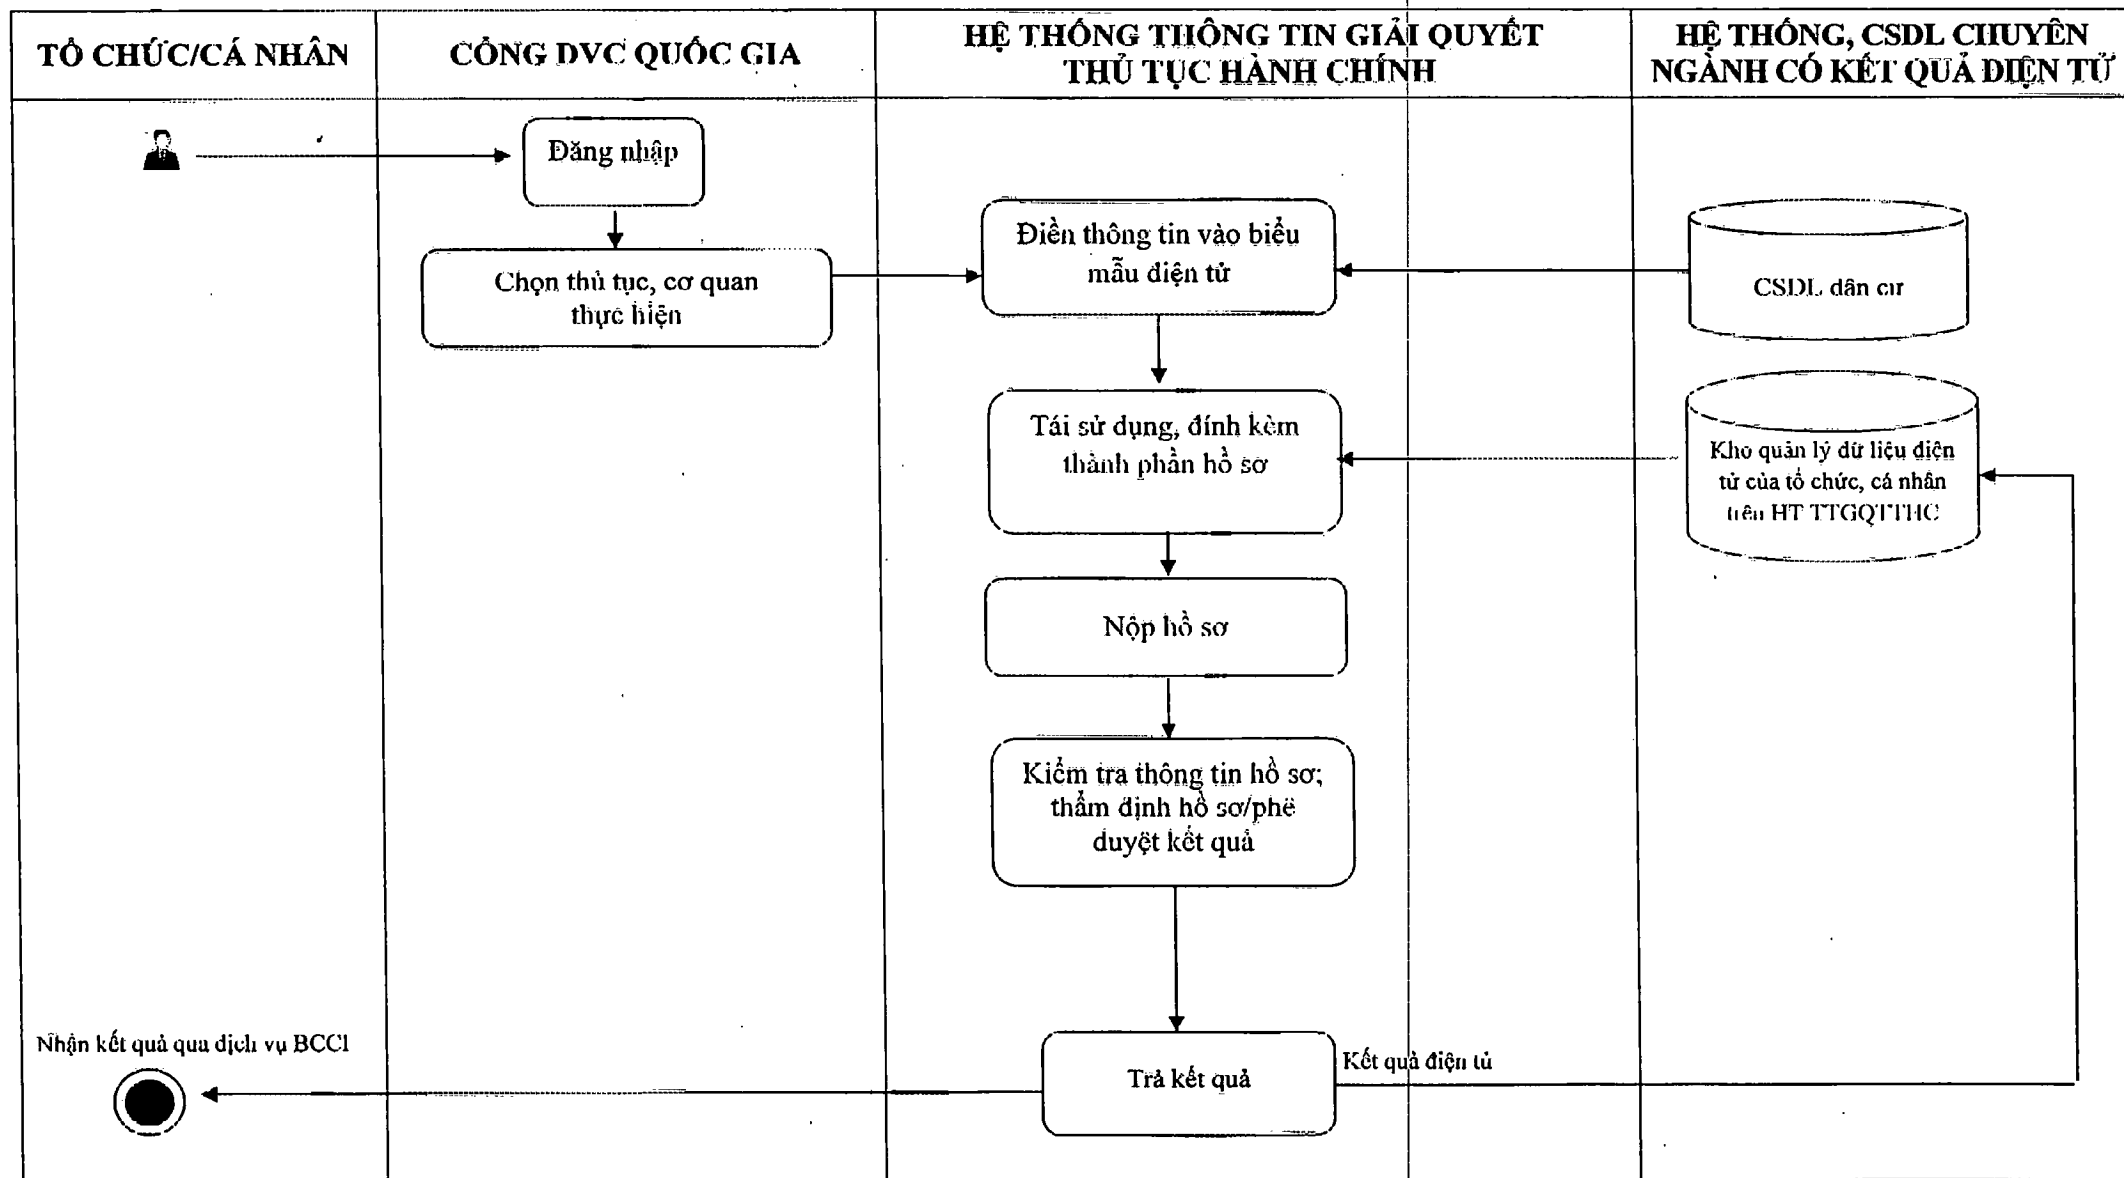 TỔ CHỨC/CÁ NHÂN
CỔNG DVC QUỐC GIA
HỆ THỐNG THÔNG TIN GIẢI QUYẾT
THỦ TỤC HÀNH CHÍNH
HỆ THỐNG, CSDL CHUYÊN
NGÀNH CÓ KẾT QUẢ ĐIỆN TỬ
Đăng nhập
Chọn thủ tục, cơ quan
thực hiện
Điền thông tin vào biểu
mẫu điện tử
CSDL dân cư
Tái sử dụng, đính kèm
thành phần hồ sơ
Kho quản lý dữ liệu điện
tử của tổ chức, cá nhân
trên HT TTGQTTHC
Nộp hồ sơ
Kiểm tra thông tin hồ sơ;
thẩm định hồ sơ/phê
duyệt kết quả
Nhận kết quả qua dịch vụ BCCI
Trả kết quả
Kết quả điện tử